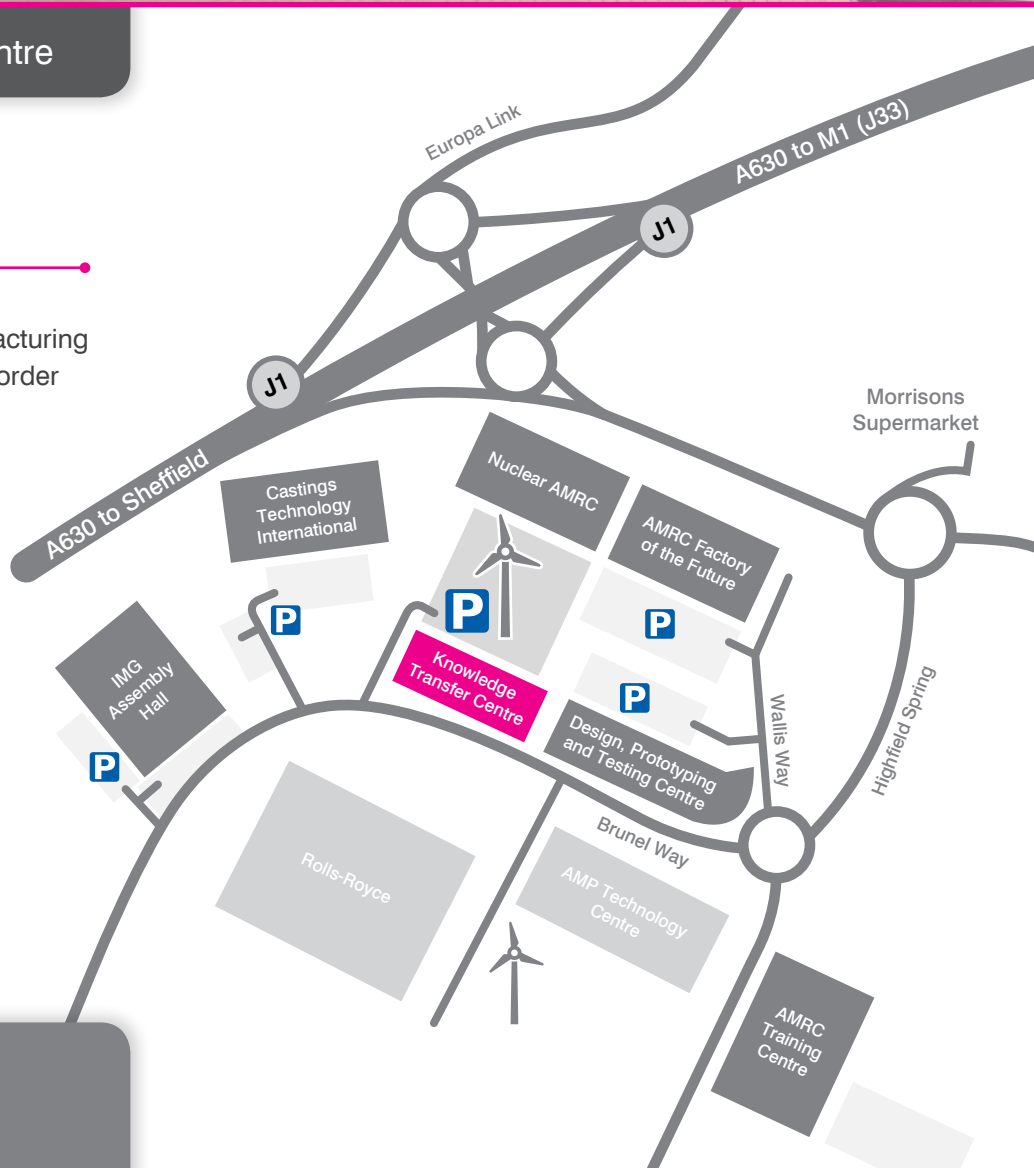 ntre
Europa Link
A630 to M1 (J33)
J1
acturing
order
J1
Morrisons
Supermarket
A630 to Sheffield
Nuclear AMRC
Castings
Technology
International
AMRC Factory
of the Future
P
P
P
IMG
Assembly
Hall
Knowledge
Transfer Centre
P
Wallis Way
Highfield Spring
Design, Prototyping
and Testing Centre
P
Brunel Way
Rolls-Royce
AMP Technology
Centre
AMRC
Training
Centre